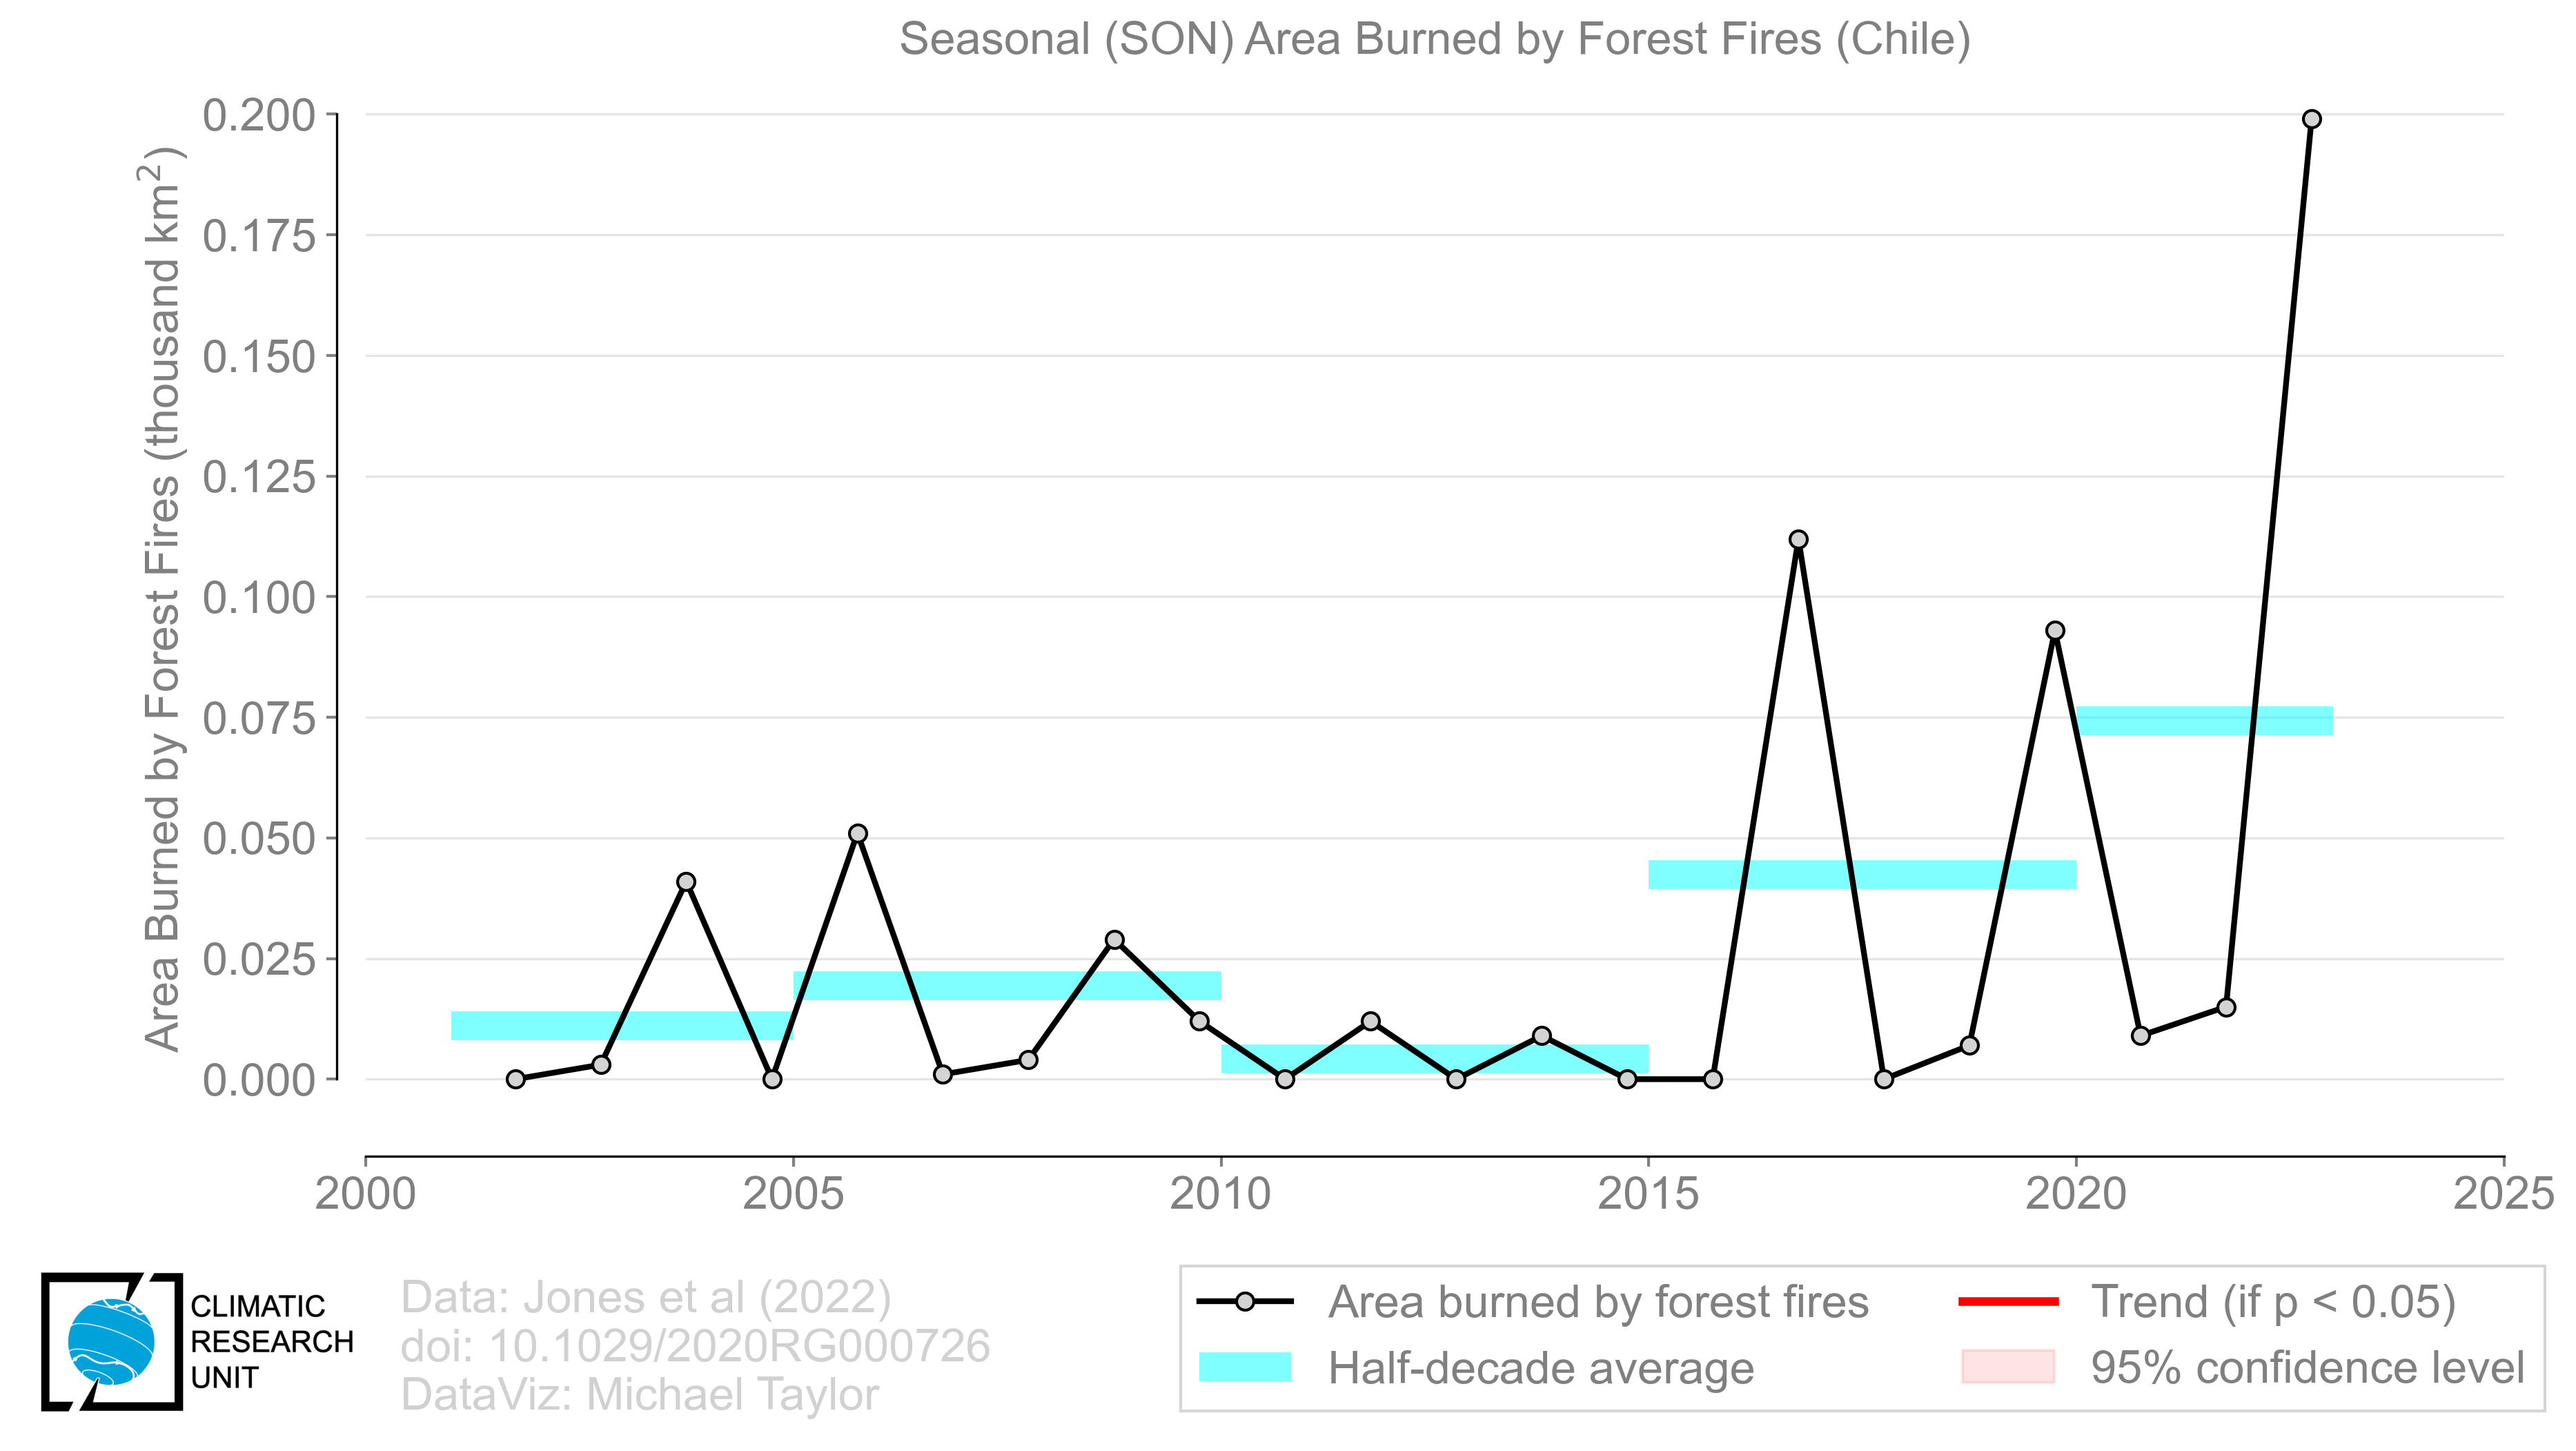 Seasonal (SON) Area Burned by Forest Fires (Chile)
Area Burned by Forest Fires (thousand km²)
0.200
0.175
0.150
0.125
0.100
0.075
0.050
0.025
0.000
2000 2005 2010 2015 2020 2025
CLIMATIC
RESEARCH
UNIT
Data: Jones et al (2022)
doi: 10.1029/2020RG000726
DataViz: Michael Taylor
Area burned by forest fires
Half-decade average
Trend (if p < 0.05)
95% confidence level